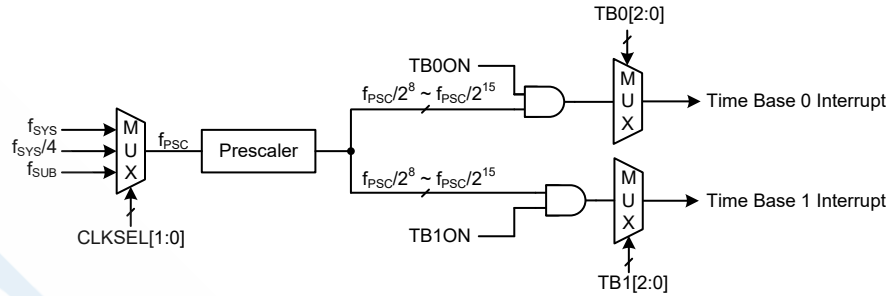 TB0[2:0]
TB0ON
f_PSC/2^8 ~ f_PSC/2^15
M
U
X
Time Base 0 Interrupt
f_SYS
f_SYS/4
f_SUB
M
U
X
f_PSC
Prescaler
CLKSEL[1:0]
f_PSC/2^8 ~ f_PSC/2^15
TB1ON
M
U
X
Time Base 1 Interrupt
TB1[2:0]